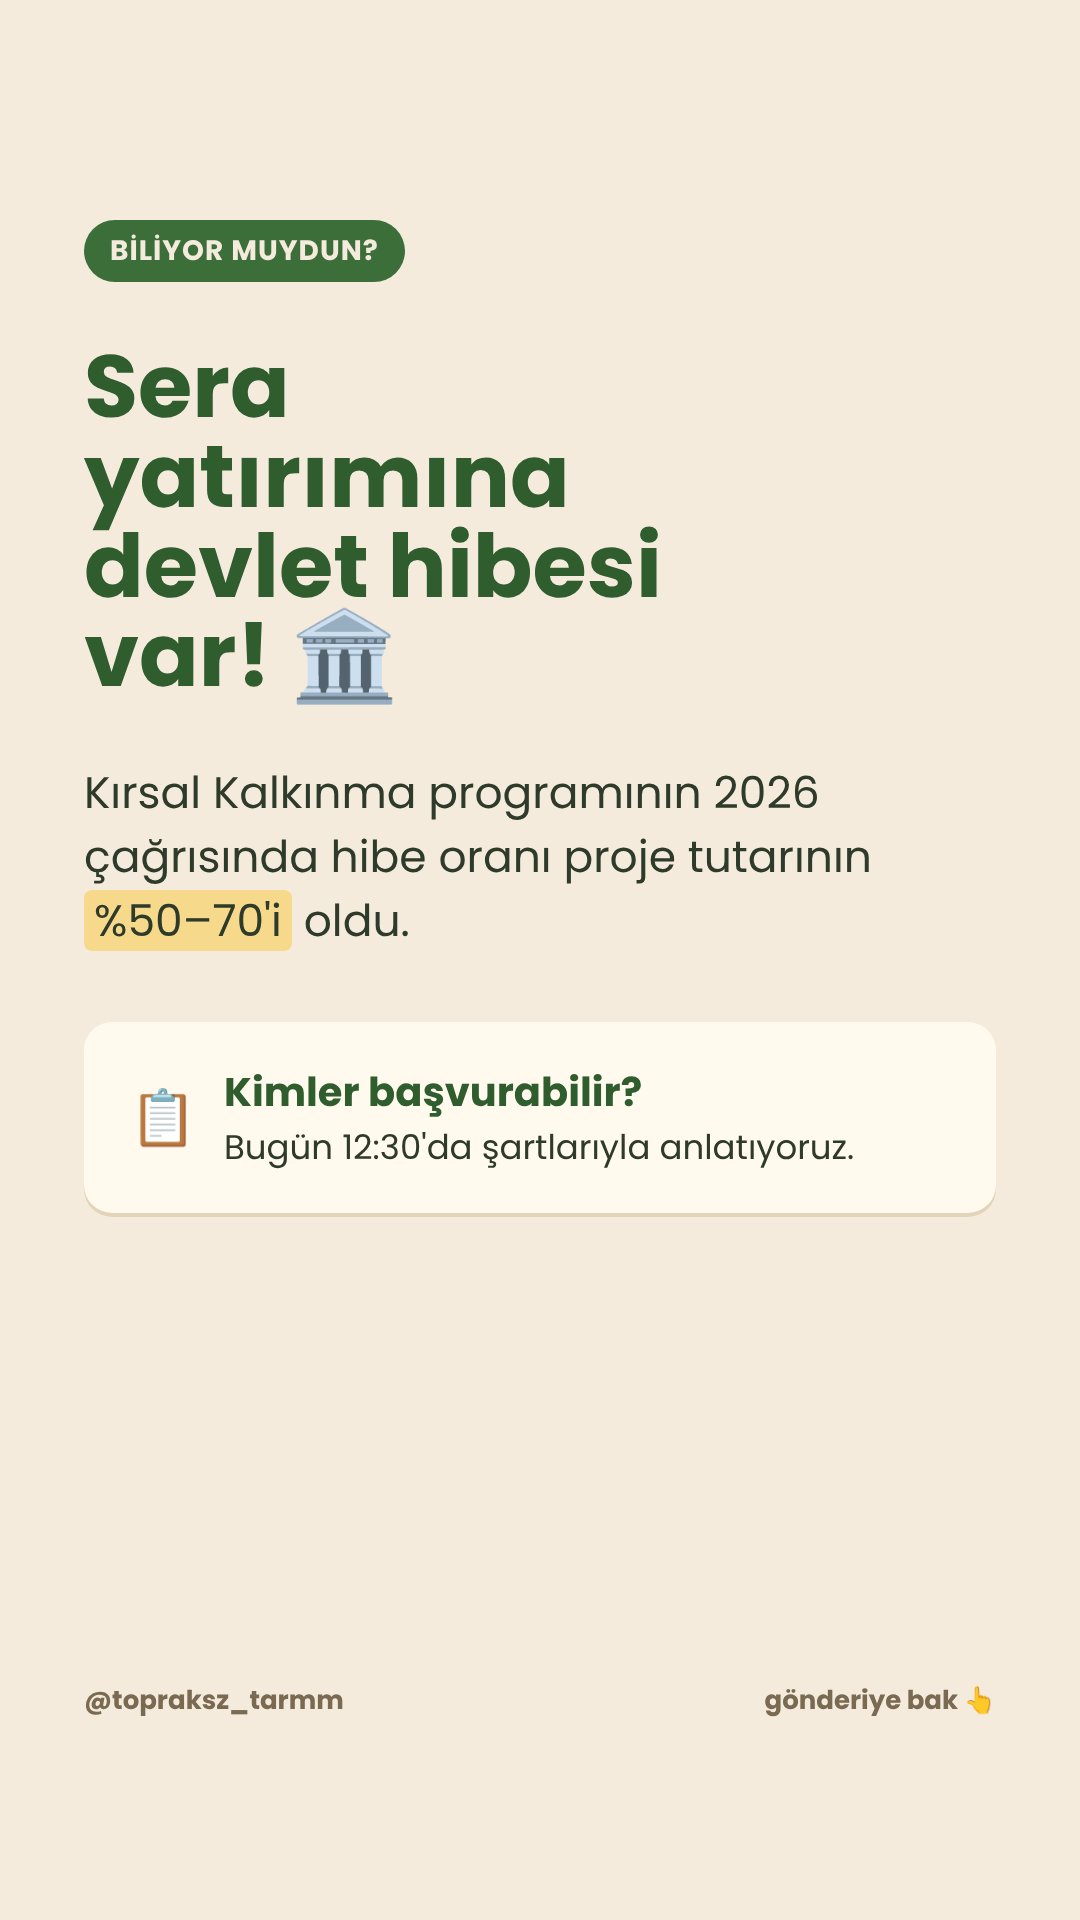 BİLİYOR MUYDUN?
Sera
yatırımına
devlet hibesi
var! 🏛️
Kırsal Kalkınma programının 2026
çağrısında hibe oranı proje tutarının
%50–70'i oldu.
Kimler başvurabilir?
Bugün 12:30'da şartlarıyla anlatıyoruz.
@topraksz_tarmm
gönderiye bak 👆